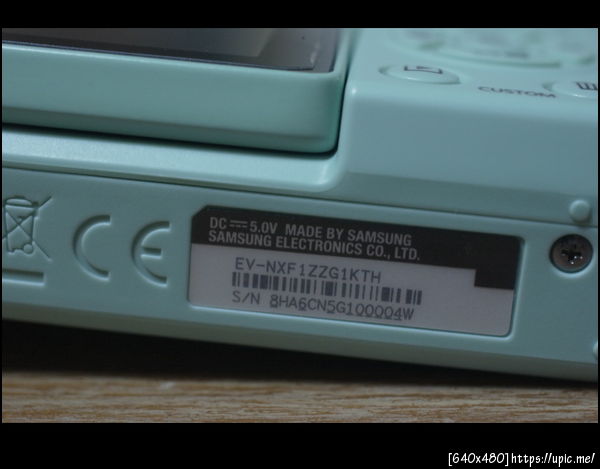 CUSTOM
CE
DC⎓5.0V MADE BY SAMSUNG
SAMSUNG ELECTRONICS CO., LTD.
EV-NXF1ZZG1KTH
S/N 8HA6CN5G100004W
[640x480]https://upic.me/